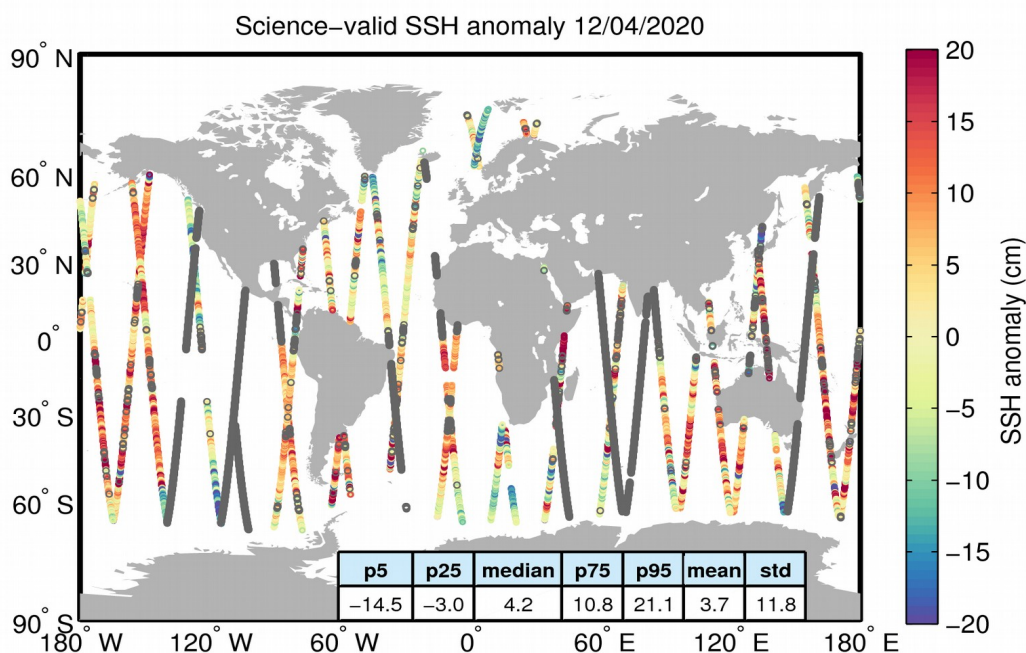 Science−valid SSH anomaly 12/04/2020
90° N
60° N
30° N
0°
30° S
60° S
90° S
180° W
120° W
60° W
0°
60° E
120° E
180° E
p5 p25 median p75 p95 mean std
−14.5 −3.0 4.2 10.8 21.1 3.7 11.8
20
15
10
5
0
−5
−10
−15
−20
SSH anomaly (cm)